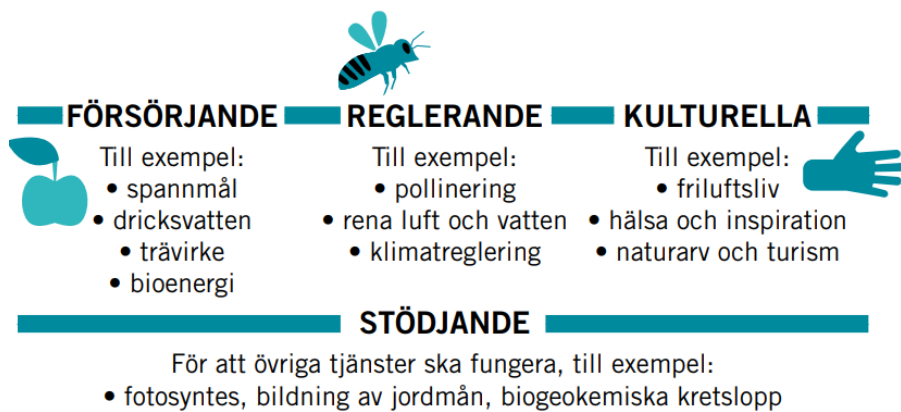 FÖRSÖRJANDE
Till exempel:
• spannmål
• dricksvatten
• trävirke
• bioenergi
REGLERANDE
Till exempel:
• pollinering
• rena luft och vatten
• klimatreglering
KULTURELLA
Till exempel:
• friluftsliv
• hälsa och inspiration
• naturarv och turism
STÖDJANDE
För att övriga tjänster ska fungera, till exempel:
• fotosyntes, bildning av jordmån, biogeokemiska kretslopp